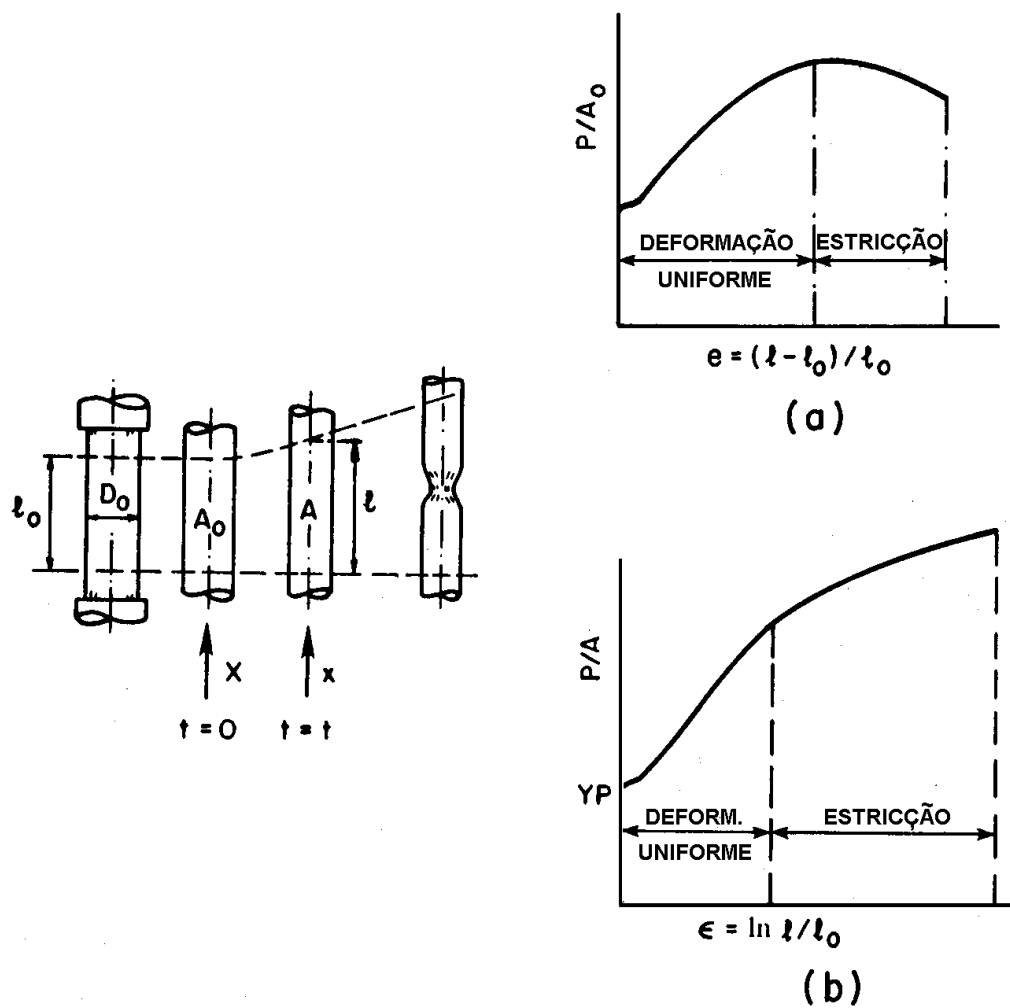 P/A₀
DEFORMAÇÃO
UNIFORME
ESTRICÇÃO
e = (ℓ-ℓ₀)/ℓ₀
(a)
ℓ₀
D₀
A₀
A
ℓ
X
x
t = 0
t = t
P/A
YP
DEFORM.
UNIFORME
ESTRICÇÃO
ϵ = ln ℓ/ℓ₀
(b)